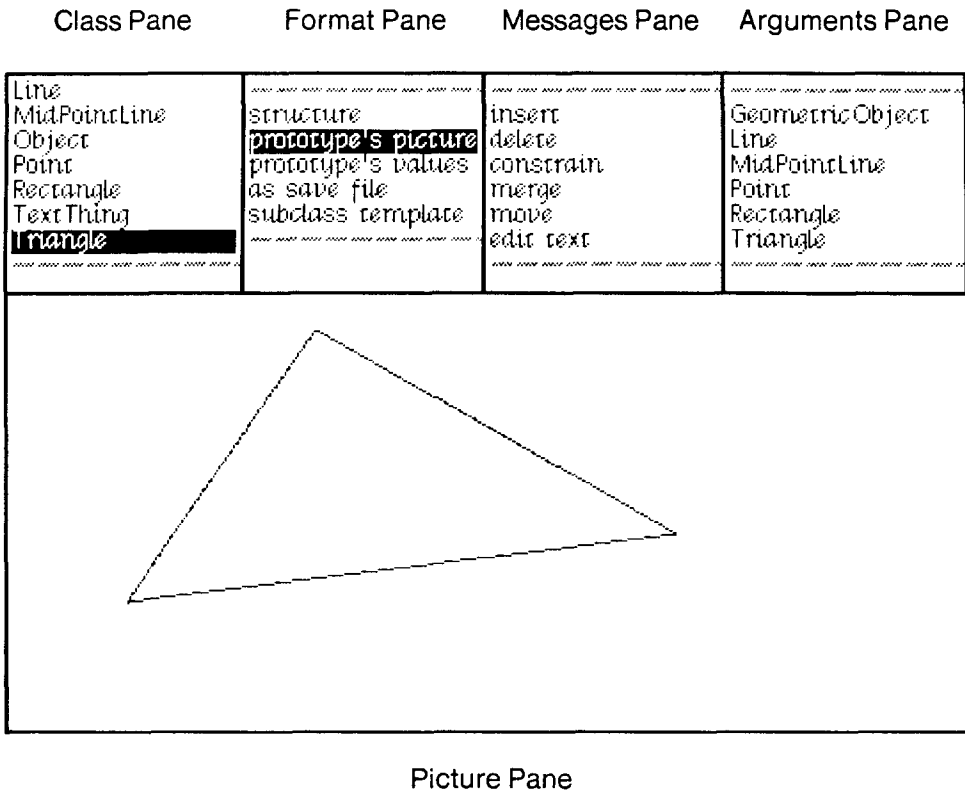 Class Pane
Format Pane
Messages Pane
Arguments Pane
Line
MidPointLine
Object
Point
Rectangle
TextThing
Triangle
structure
prototype's picture
prototype's values
as save file
subclass template
insert
delete
constrain
merge
move
edit text
GeometricObject
Line
MidPointLine
Point
Rectangle
Triangle
Picture Pane